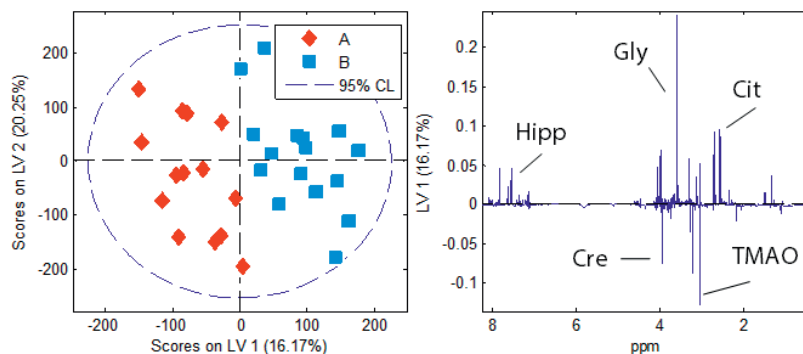 A
B
95% CL
Scores on LV 2 (20.25%)
200
100
0
-100
-200
-200
-100
0
100
200
Scores on LV 1 (16.17%)
LV 1 (16.17%)
0.2
0.15
0.1
0.05
0
-0.05
-0.1
Gly
Cit
Hipp
Cre
TMAO
8
6
4
2
ppm